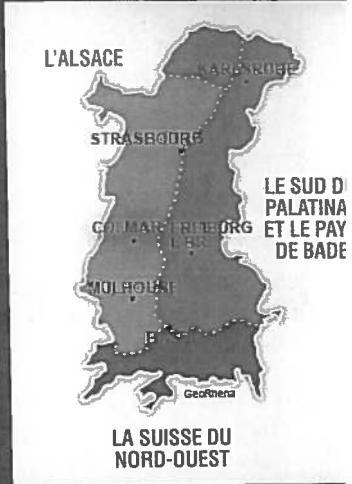 L'ALSACE
KARLSRUHE
STRASBOURG
LE SUD D
PALATINA
ET LE PAY
DE BADE
COLMAR
FREIBURG
I. BR.
MULHOUSE
GeoRhena
LA SUISSE DU
NORD-OUEST